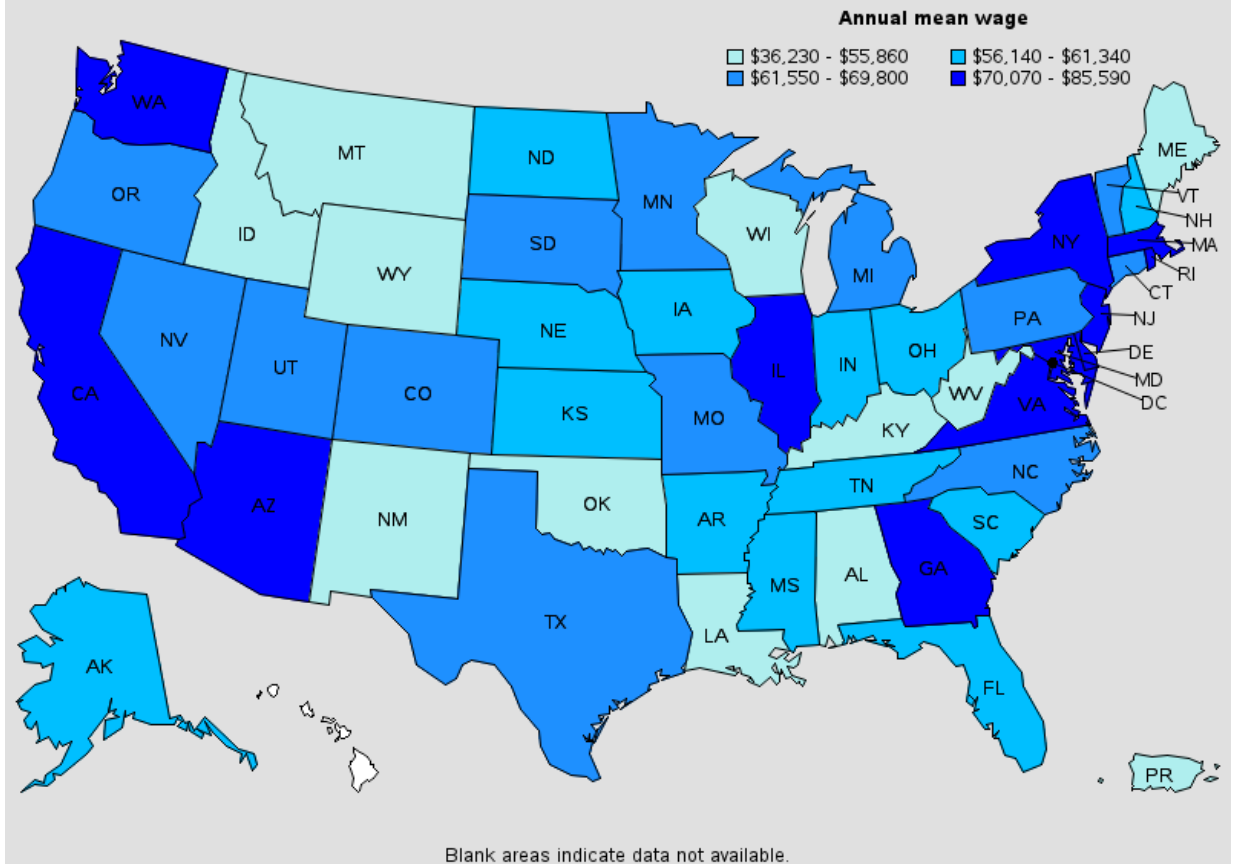 Annual mean wage
$36,230 - $55,860 $56,140 - $61,340
$61,550 - $69,800 $70,070 - $85,590
WA
MT
ND
ME
OR
MN
VT
ID
WI
NH
SD
NY
MA
WY
MI
RI
CT
IA
PA
NJ
NE
NV
OH
DE
UT
IN
IL
MD
CO
WV
DC
CA
VA
KS
MO
KY
NC
TN
AZ
OK
NM
AR
SC
GA
AL
MS
TX
LA
AK
FL
PR
Blank areas indicate data not available.